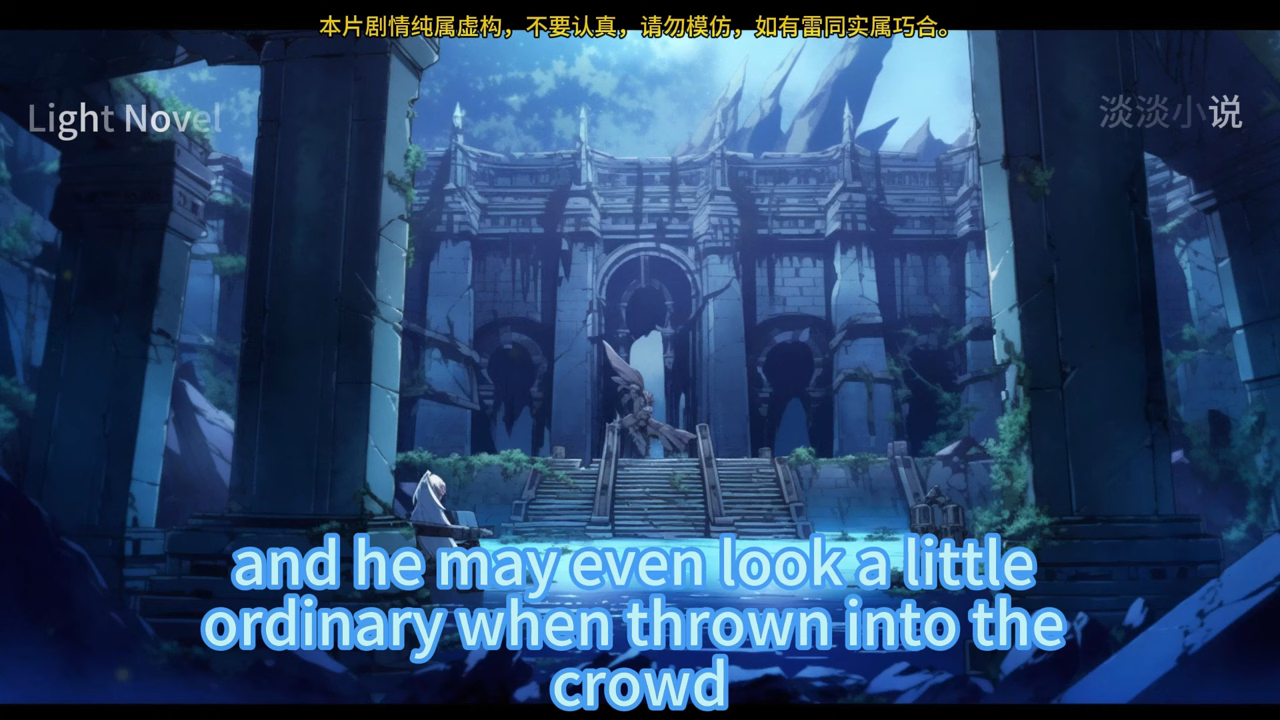 本片剧情纯属虚构，不要认真，请勿模仿，如有雷同实属巧合。
Light Novel
淡淡小说
and he may even look a little
ordinary when thrown into the
crowd